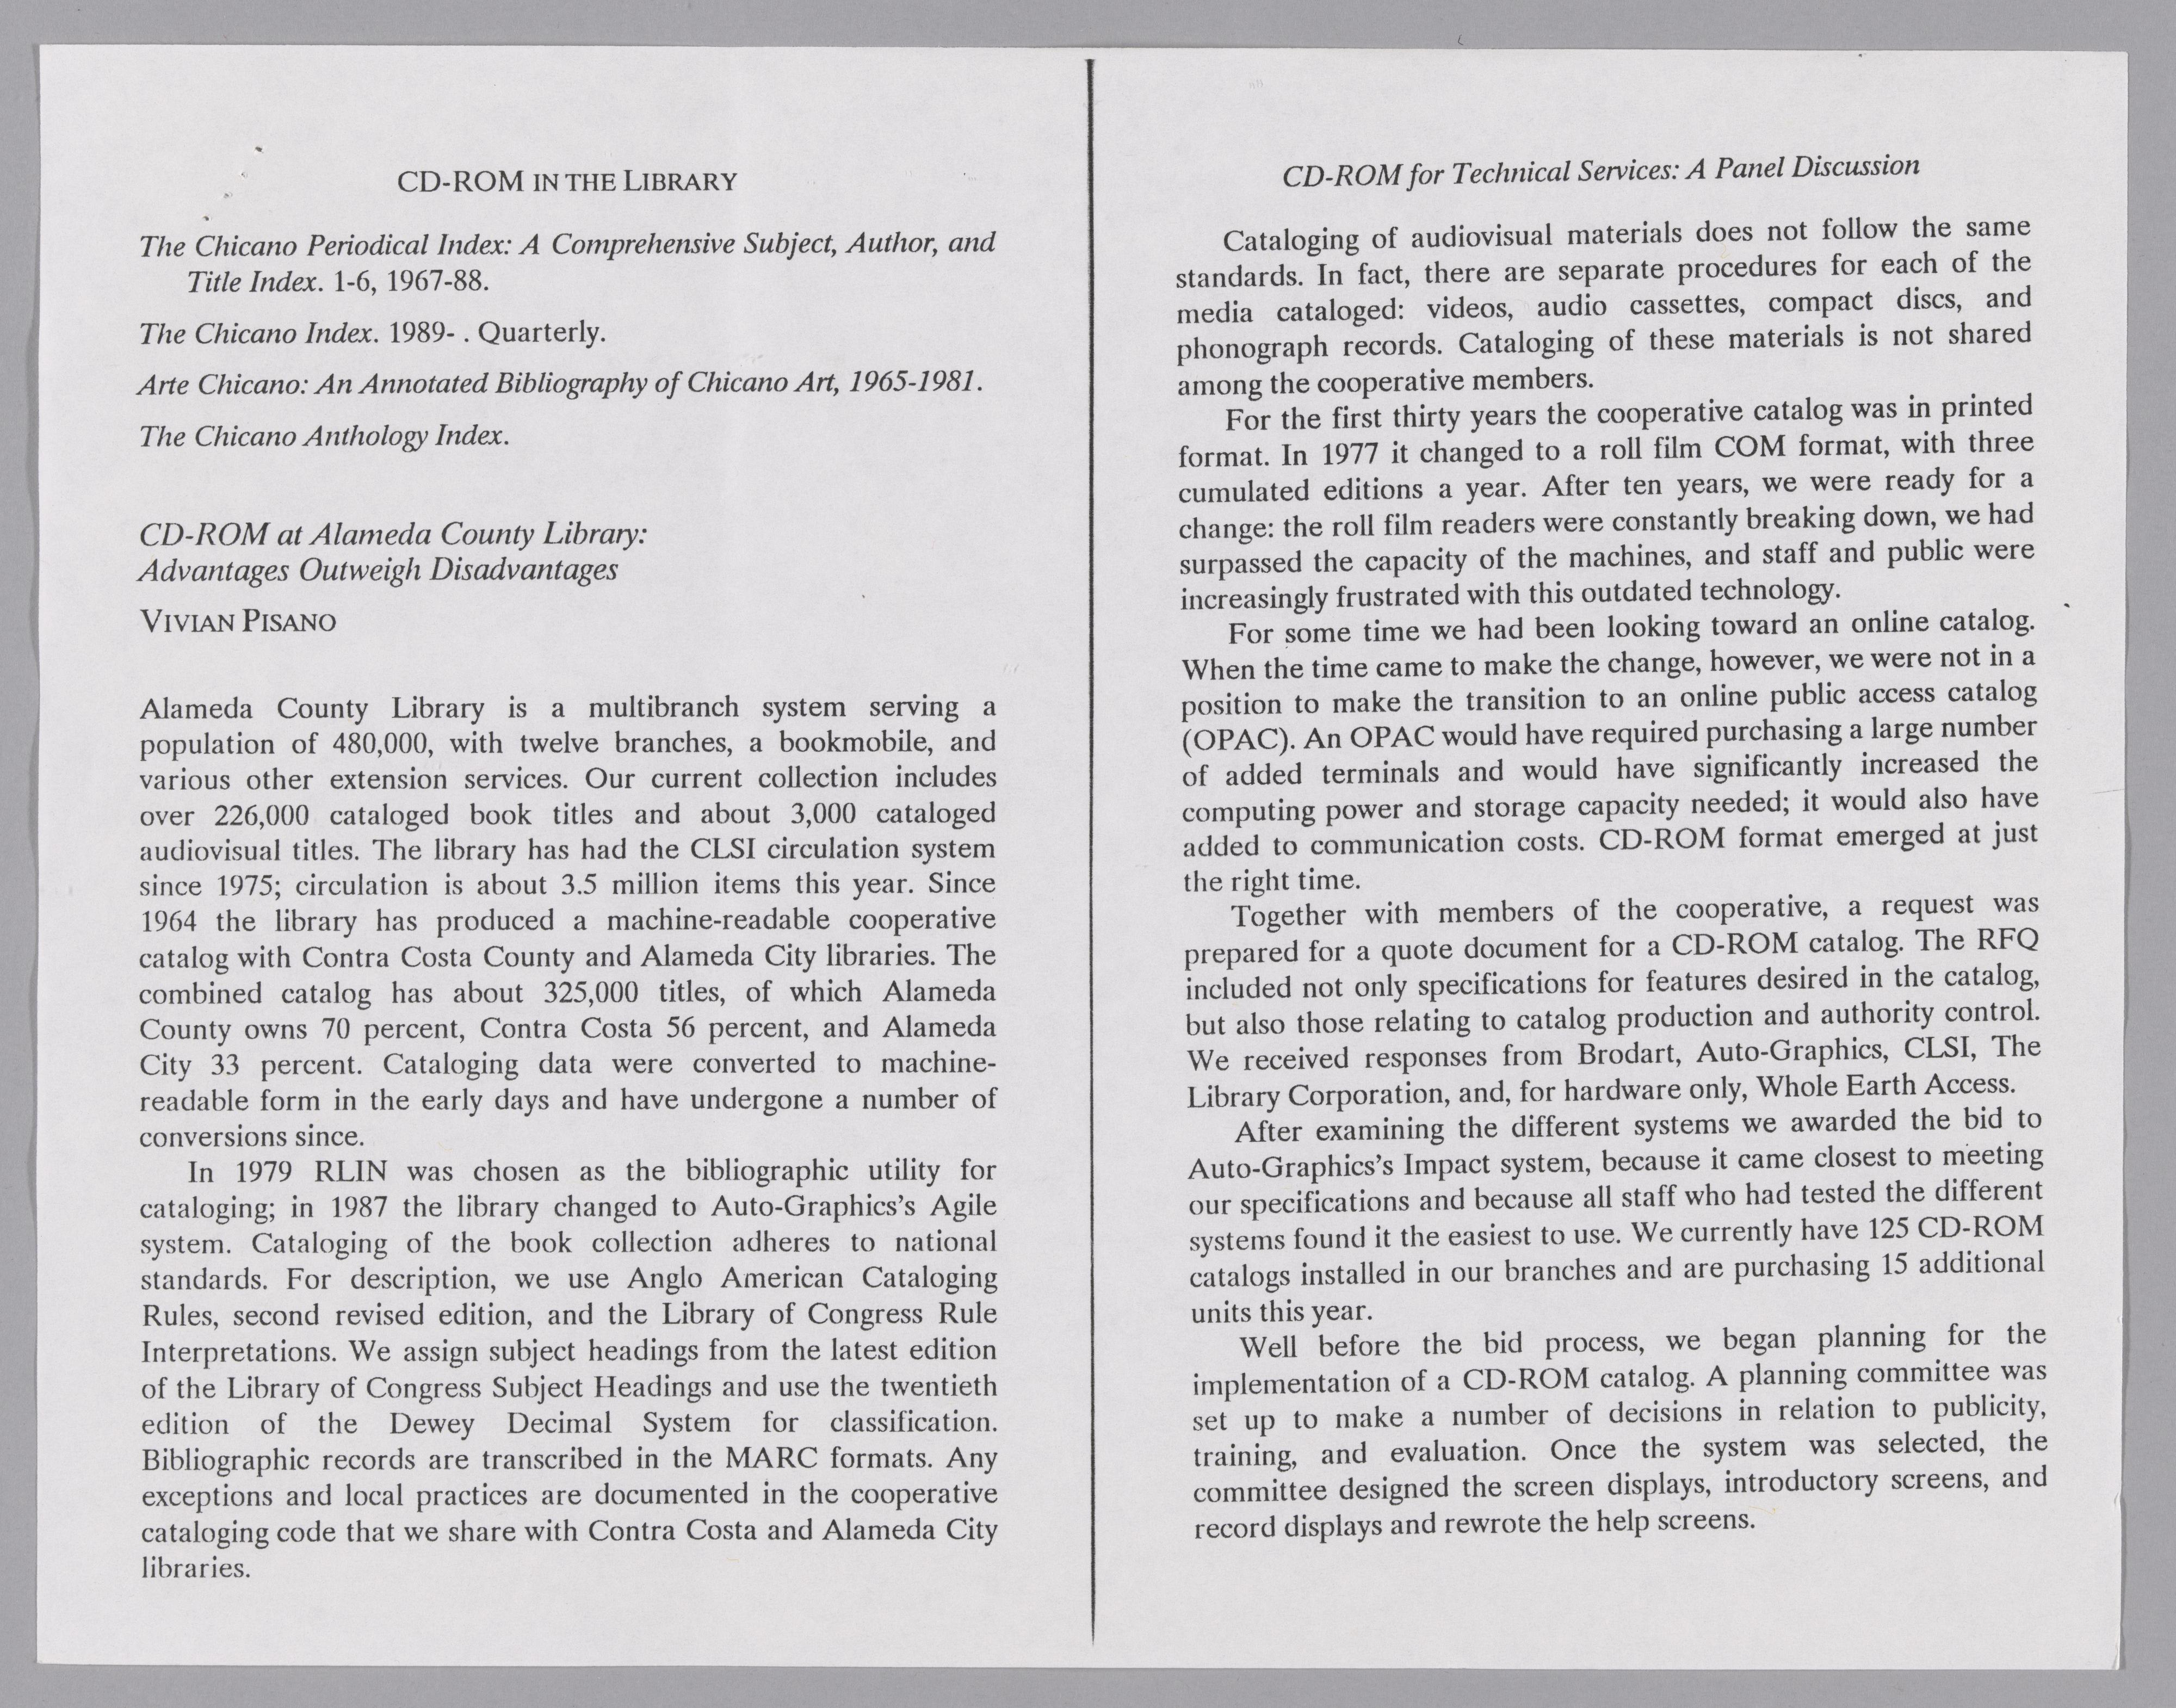 CD-ROM IN THE LIBRARY
The Chicano Periodical Index: A Comprehensive Subject, Author, and
Title Index. 1-6, 1967-88.
The Chicano Index. 1989- . Quarterly.
Arte Chicano: An Annotated Bibliography of Chicano Art, 1965-1981.
The Chicano Anthology Index.
CD-ROM at Alameda County Library:
Advantages Outweigh Disadvantages
VIVIAN PISANO
Alameda County Library is a multibranch system serving a
population of 480,000, with twelve branches, a bookmobile, and
various other extension services. Our current collection includes
over 226,000 cataloged book titles and about 3,000 cataloged
audiovisual titles. The library has had the CLSI circulation system
since 1975; circulation is about 3.5 million items this year. Since
1964 the library has produced a machine-readable cooperative
catalog with Contra Costa County and Alameda City libraries. The
combined catalog has about 325,000 titles, of which Alameda
County owns 70 percent, Contra Costa 56 percent, and Alameda
City 33 percent. Cataloging data were converted to machine-
readable form in the early days and have undergone a number of
conversions since.
In 1979 RLIN was chosen as the bibliographic utility for
cataloging; in 1987 the library changed to Auto-Graphics's Agile
system. Cataloging of the book collection adheres to national
standards. For description, we use Anglo American Cataloging
Rules, second revised edition, and the Library of Congress Rule
Interpretations. We assign subject headings from the latest edition
of the Library of Congress Subject Headings and use the twentieth
edition of the Dewey Decimal System for classification.
Bibliographic records are transcribed in the MARC formats. Any
exceptions and local practices are documented in the cooperative
cataloging code that we share with Contra Costa and Alameda City
libraries.
CD-ROM for Technical Services: A Panel Discussion
Cataloging of audiovisual materials does not follow the same
standards. In fact, there are separate procedures for each of the
media cataloged: videos, audio cassettes, compact discs, and
phonograph records. Cataloging of these materials is not shared
among the cooperative members.
For the first thirty years the cooperative catalog was in printed
format. In 1977 it changed to a roll film COM format, with three
cumulated editions a year. After ten years, we were ready for a
change: the roll film readers were constantly breaking down, we had
surpassed the capacity of the machines, and staff and public were
increasingly frustrated with this outdated technology.
For some time we had been looking toward an online catalog.
When the time came to make the change, however, we were not in a
position to make the transition to an online public access catalog
(OPAC). An OPAC would have required purchasing a large number
of added terminals and would have significantly increased the
computing power and storage capacity needed; it would also have
added to communication costs. CD-ROM format emerged at just
the right time.
Together with members of the cooperative, a request was
prepared for a quote document for a CD-ROM catalog. The RFQ
included not only specifications for features desired in the catalog,
but also those relating to catalog production and authority control.
We received responses from Brodart, Auto-Graphics, CLSI, The
Library Corporation, and, for hardware only, Whole Earth Access.
After examining the different systems we awarded the bid to
Auto-Graphics's Impact system, because it came closest to meeting
our specifications and because all staff who had tested the different
systems found it the easiest to use. We currently have 125 CD-ROM
catalogs installed in our branches and are purchasing 15 additional
units this year.
Well before the bid process, we began planning for the
implementation of a CD-ROM catalog. A planning committee was
set up to make a number of decisions in relation to publicity,
training, and evaluation. Once the system was selected, the
committee designed the screen displays, introductory screens, and
record displays and rewrote the help screens.